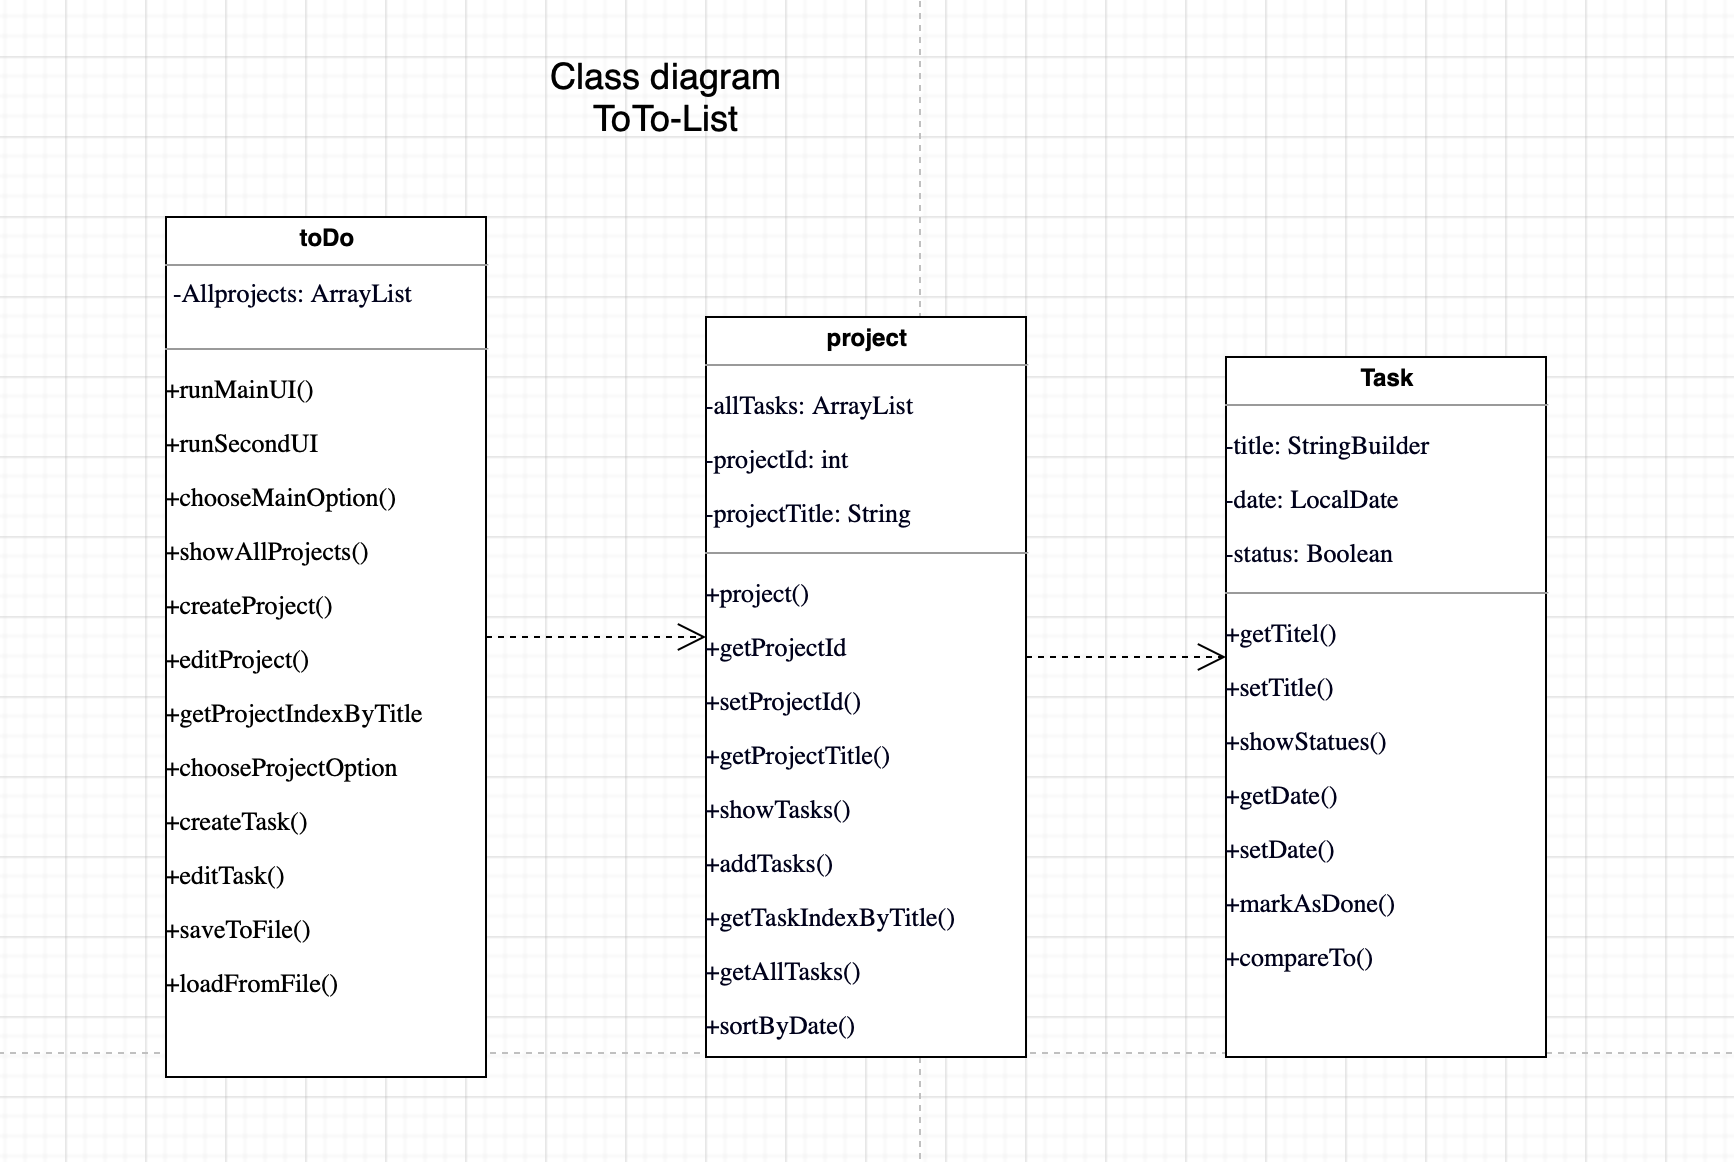 Class diagram
ToTo-List
toDo
-Allprojects: ArrayList
+runMainUI()
+runSecondUI
+chooseMainOption()
+showAllProjects()
+createProject()
+editProject()
+getProjectIndexByTitle
+chooseProjectOption
+createTask()
+editTask()
+saveToFile()
+loadFromFile()
project
-allTasks: ArrayList
-projectId: int
-projectTitle: String
+project()
+getProjectId
+setProjectId()
+getProjectTitle()
+showTasks()
+addTasks()
+getTaskIndexByTitle()
+getAllTasks()
+sortByDate()
Task
-title: StringBuilder
-date: LocalDate
-status: Boolean
+getTitel()
+setTitle()
+showStatues()
+getDate()
+setDate()
+markAsDone()
+compareTo()